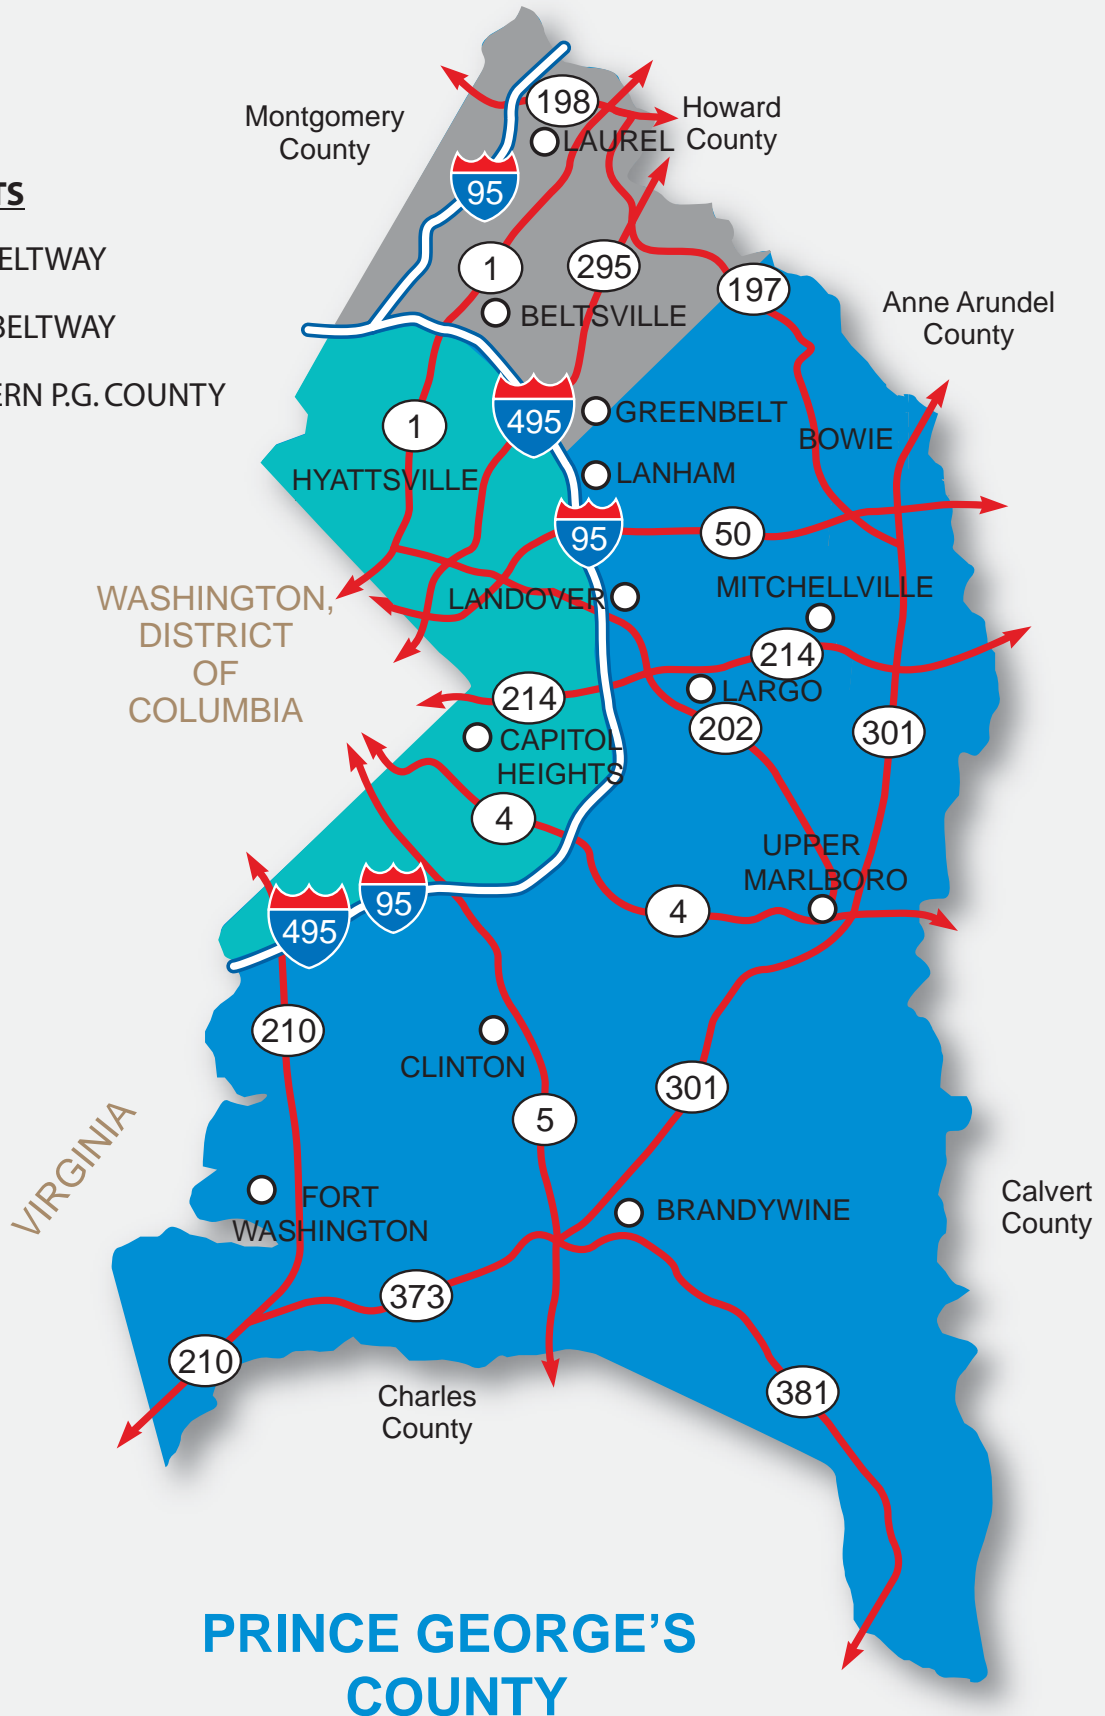 198
Howard
County
Montgomery
County
LAUREL
95
TS
ELTWAY
1
295
197
BELTSVILLE
Anne Arundel
County
BELTWAY
ERN P.G. COUNTY
495
GREENBELT
1
BOWIE
HYATTSVILLE
LANHAM
95
50
WASHINGTON,
DISTRICT
OF
COLUMBIA
LANDOVER
MITCHELLVILLE
214
214
LARGO
202
301
CAPITOL
HEIGHTS
4
UPPER
MARLBORO
95
495
4
210
CLINTON
301
5
VIRGINIA
FORT
WASHINGTON
BRANDYWINE
Calvert
County
373
210
Charles
County
381
PRINCE GEORGE’S
COUNTY